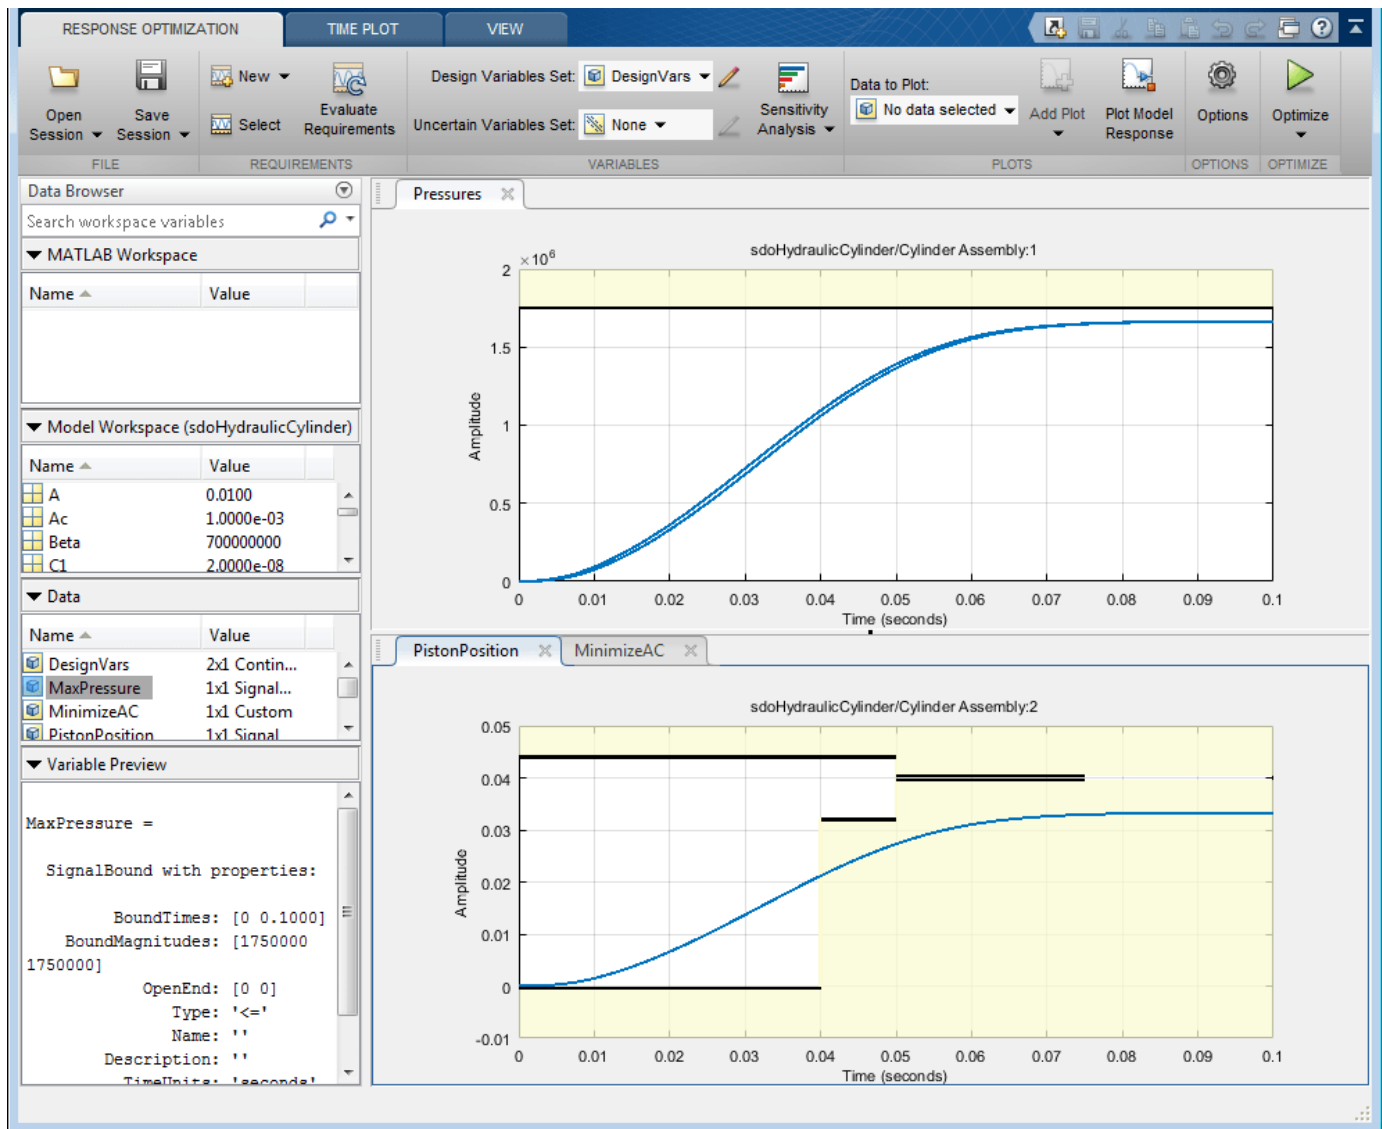 RESPONSE OPTIMIZATION
TIME PLOT
VIEW
Open Session
Save Session
New
Select
Evaluate Requirements
Design Variables Set: DesignVars
Uncertain Variables Set: None
Sensitivity Analysis
Data to Plot:
No data selected
Add Plot
Plot Model Response
Options
Optimize
FILE
REQUIREMENTS
VARIABLES
PLOTS
OPTIONS
OPTIMIZE
Data Browser
Search workspace variables
MATLAB Workspace
Name Value
Model Workspace (sdoHydraulicCylinder)
Name Value
A 0.0100
Ac 1.0000e-03
Beta 700000000
C1 2.0000e-08
Data
Name Value
DesignVars 2x1 Contin...
MaxPressure 1x1 Signal...
MinimizeAC 1x1 Custom
PistonPosition 1x1 Signal
Variable Preview
MaxPressure =
SignalBound with properties:
BoundTimes: [0 0.1000]
BoundMagnitudes: [1750000
1750000]
OpenEnd: [0 0]
Type: '<='
Name: ''
Description: ''
TimeUnits: 'seconds'
Pressures
sdoHydraulicCylinder/Cylinder Assembly:1
×10⁶
2
1.5
1
0.5
0
Amplitude
0 0.01 0.02 0.03 0.04 0.05 0.06 0.07 0.08 0.09 0.1
Time (seconds)
PistonPosition
MinimizeAC
sdoHydraulicCylinder/Cylinder Assembly:2
0.05
0.04
0.03
0.02
0.01
0
-0.01
Amplitude
0 0.01 0.02 0.03 0.04 0.05 0.06 0.07 0.08 0.09 0.1
Time (seconds)